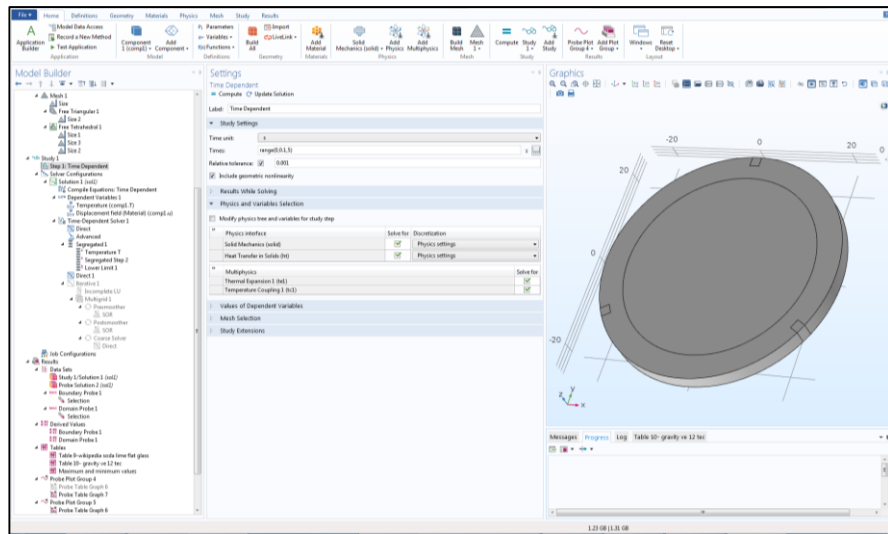 File Home Definitions Geometry Materials Physics Mesh Study Results
Application Builder
Model Data Access
Record a New Method
Test Application
Application
Component 1 (comp1)
Add Component
Model
Parameters
Variables
Functions
Definitions
Build All
Import
LiveLink
Geometry
Add Material
Materials
Solid Mechanics (solid)
Add Physics
Add Multiphysics
Physics
Build Mesh
Mesh 1
Mesh
Compute
Study 1
Add Study
Study
Probe Plot Group 4
Add Plot Group
Results
Windows
Reset Desktop
Layout
Model Builder
Mesh 1
Size
Free Triangular 1
Size 2
Free Tetrahedral 1
Size 1
Size 3
Size 2
Study 1
Step 1: Time Dependent
Solver Configurations
Solution 1 (sol1)
Compile Equations: Time Dependent
Dependent Variables 1
Temperature (comp1.T)
Displacement field (Material) (comp1.u)
Time-Dependent Solver 1
Direct
Advanced
Segregated 1
Temperature T
Segregated Step 2
Lower Limit 1
Direct 1
Iterative 1
Incomplete LU
Multigrid 1
Presmoother
SOR
Postsmoother
SOR
Coarse Solver
Direct
Job Configurations
Results
Data Sets
Study 1/Solution 1 (sol1)
Probe Solution 2 (sol1)
Boundary Probe 1
Selection
Domain Probe 1
Selection
Derived Values
Boundary Probe 1
Domain Probe 1
Tables
Table 9-wikipedia soda lime flat glass
Table 10- gravity ve 12 tec
Maximum and minimum values
Probe Plot Group 4
Probe Table Graph 6
Probe Table Graph 7
Probe Plot Group 5
Probe Table Graph 8
Settings
Time Dependent
Compute Update Solution
Label: Time Dependent
Study Settings
Time unit: s
Times: range(0,0.1,5) s
Relative tolerance: 0.001
Include geometric nonlinearity
Results While Solving
Physics and Variables Selection
Modify physics tree and variables for study step
Physics interface Solve for Discretization
Solid Mechanics (solid) Physics settings
Heat Transfer in Solids (ht) Physics settings
Multiphysics Solve for
Thermal Expansion 1 (te1)
Temperature Coupling 1 (tc1)
Values of Dependent Variables
Mesh Selection
Study Extensions
Graphics
-20
0
20
20
0
-20
y
z
x
Messages Progress Log Table 10- gravity ve 12 tec
1.23 GB | 1.31 GB